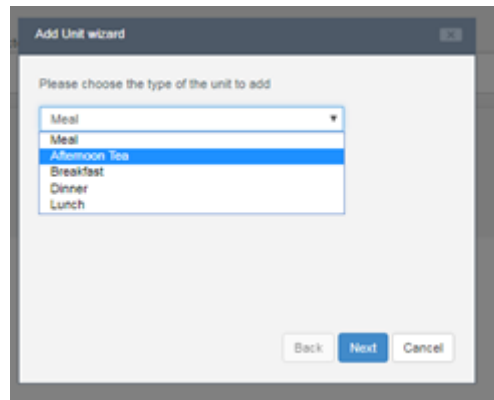 Add Unit wizard
Please choose the type of the unit to add
Meal
Meal
Afternoon Tea
Breakfast
Dinner
Lunch
Back Next Cancel